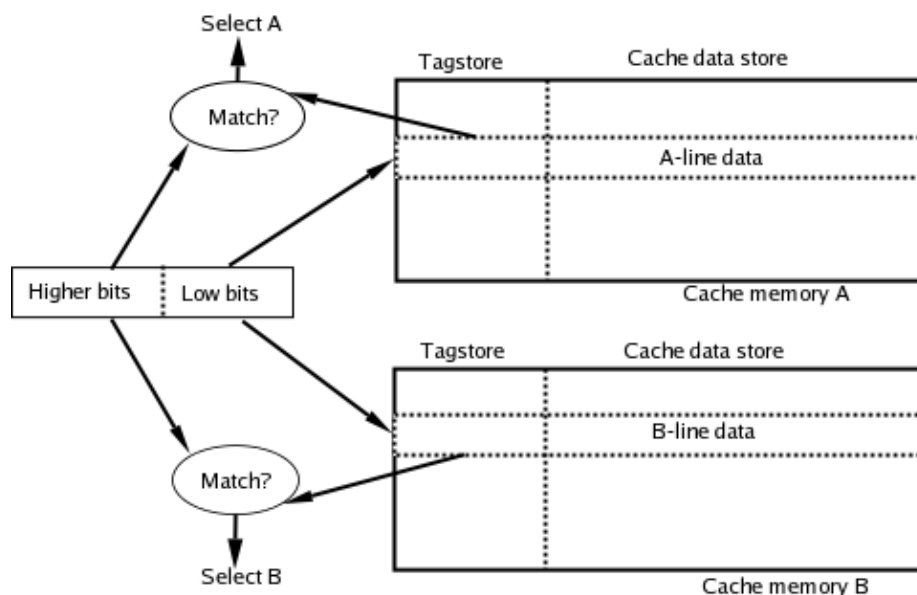 Select A
Tagstore
Cache data store
Match?
A-line data
Higher bits
Low bits
Cache memory A
Tagstore
Cache data store
B-line data
Match?
Select B
Cache memory B